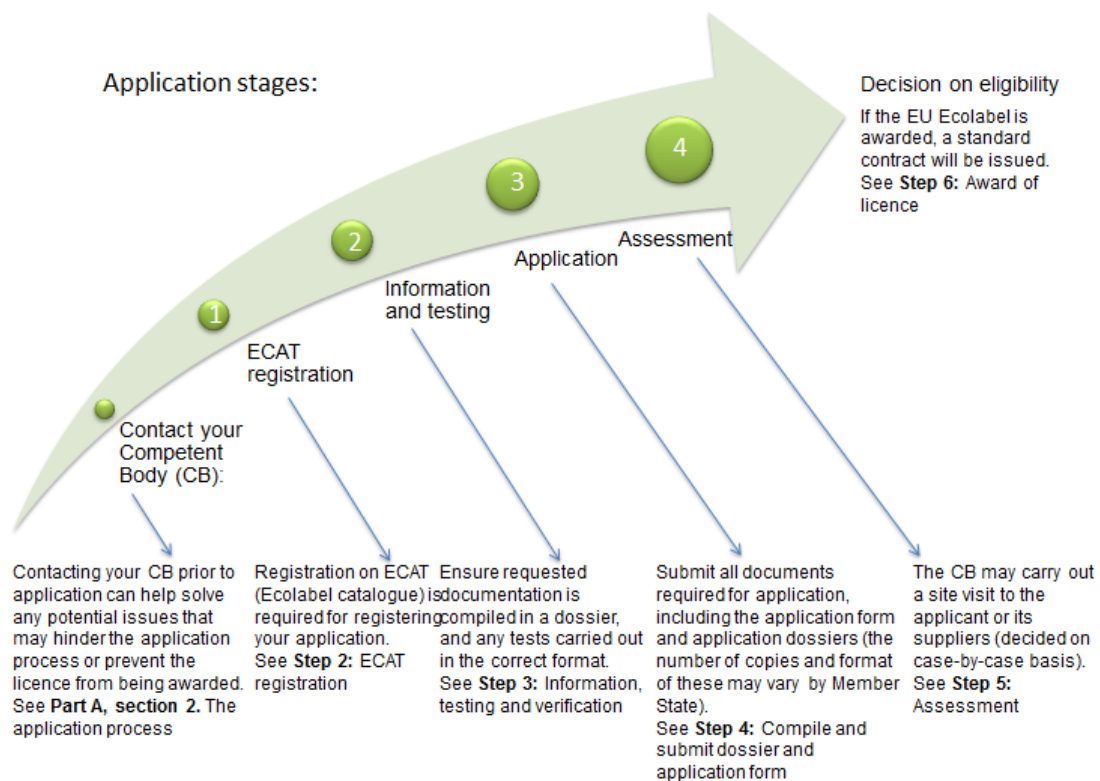 Application stages:
Decision on eligibility
If the EU Ecolabel is
awarded, a standard
contract will be issued.
See Step 6: Award of
licence
4
3
2
1
Assessment
Application
Information
and testing
ECAT
registration
Contact your
Competent
Body (CB):
Contacting your CB prior to
application can help solve
any potential issues that
may hinder the application
process or prevent the
licence from being awarded.
See Part A, section 2. The
application process
Registration on ECAT
(Ecolabel catalogue) is
required for registering
your application.
See Step 2: ECAT
registration
Ensure requested
documentation is
compiled in a dossier,
and any tests carried out
in the correct format.
See Step 3: Information,
testing and verification
Submit all documents
required for application,
including the application form
and application dossiers (the
number of copies and format
of these may vary by Member
State).
See Step 4: Compile and
submit dossier and
application form
The CB may carry out
a site visit to the
applicant or its
suppliers (decided on
case-by-case basis).
See Step 5:
Assessment